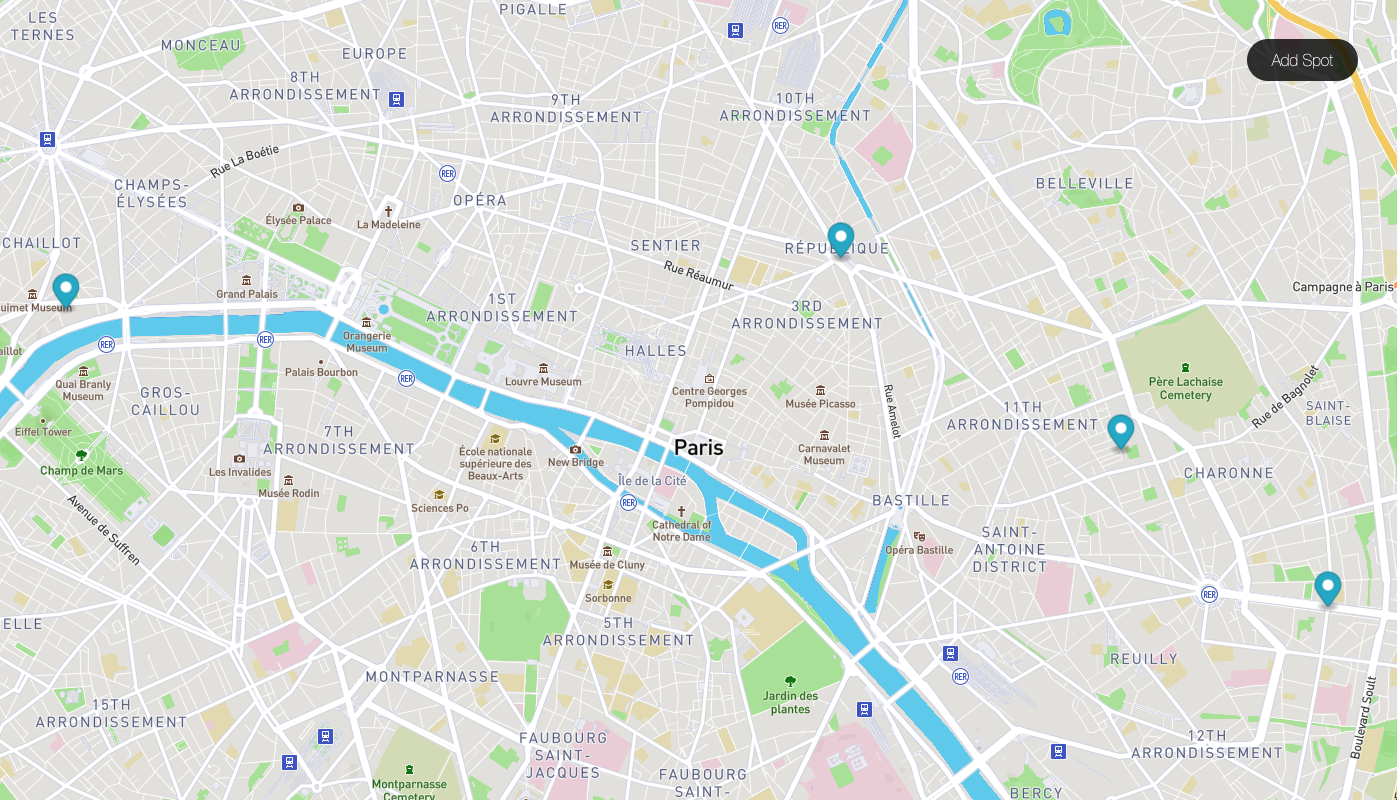 PIGALLE
LES
TERNES
MONCEAU
EUROPE
RER
Add Spot
8TH
ARRONDISSEMENT
9TH
ARRONDISSEMENT
10TH
ARRONDISSEMENT
Rue La Boétie
RER
CHAMPS-
ÉLYSÉES
OPÉRA
BELLEVILLE
Élysée Palace
La Madeleine
CHAILLOT
SENTIER
RÉPUBLIQUE
Rue Réaumur
Grand Palais
Campagne à Paris
uimet Museum
1ST
ARRONDISSEMENT
3RD
ARRONDISSEMENT
RER
RER
Orangerie
Museum
aillot
HALLES
Palais Bourbon
RER
Louvre Museum
Quai Branly
Museum
Centre Georges
Pompidou
Musée Picasso
Rue Amelot
Père Lachaise
Cemetery
Rue de Bagnolet
GROS-
CAILLOU
11TH
ARRONDISSEMENT
SAINT-
BLAISE
Eiffel Tower
7TH
ARRONDISSEMENT
Paris
Carnavalet
Museum
École nationale
supérieure des
Beaux-Arts
New Bridge
Champ de Mars
Les Invalides
CHARONNE
Île de la Cité
Musée Rodin
Sciences Po
RER
BASTILLE
Avenue de Suffren
Cathedral of
Notre Dame
SAINT-
ANTOINE
DISTRICT
Opéra Bastille
6TH
ARRONDISSEMENT
Musée de Cluny
Sorbonne
RER
ELLE
5TH
ARRONDISSEMENT
REUILLY
MONTPARNASSE
RER
Jardin des
plantes
Boulevard Soult
15TH
ARRONDISSEMENT
FAUBOURG
SAINT-
JACQUES
12TH
ARRONDISSEMENT
Montparnasse
Cemetery
FAUBOURG
SAINT-
BERCY